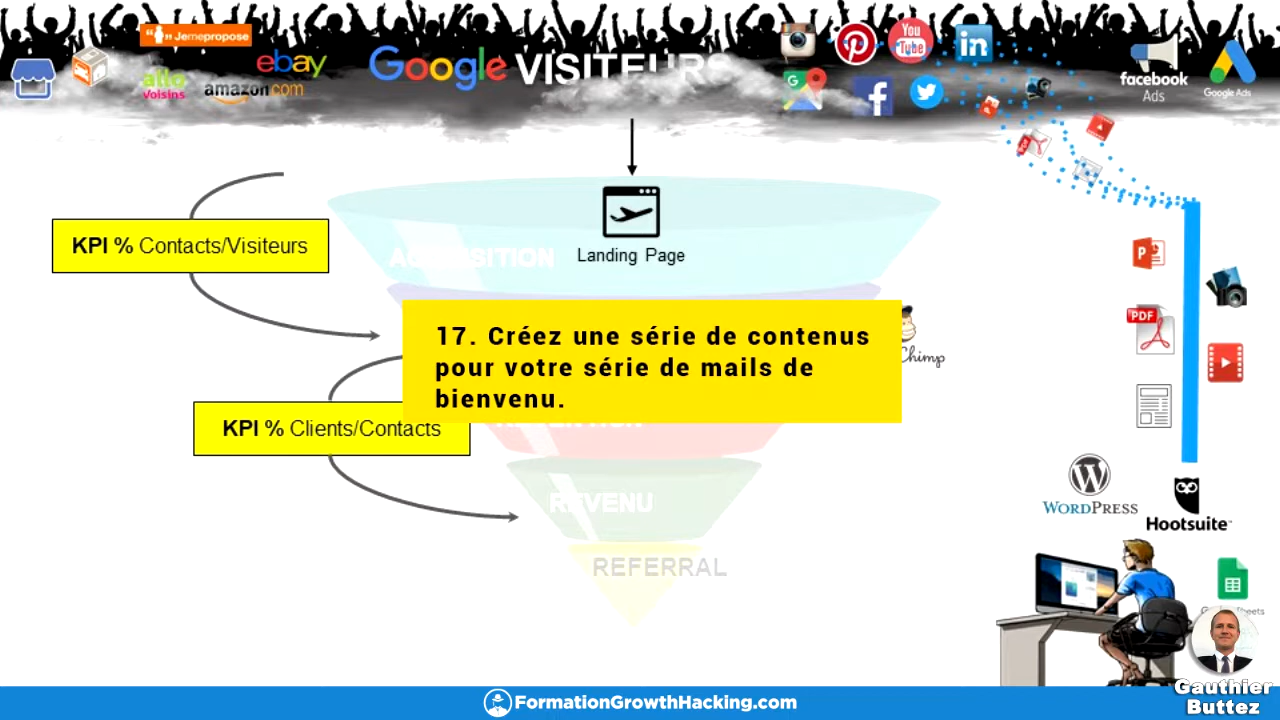 Jemepropose
allo
voisins
ebay
amazon.com
Google
VISITEURS
You
Tube
in
G
f
facebook
Ads
Google Ads
PDF
KPI % Contacts/Visiteurs
ACQUISITION
Landing Page
P
PDF
17. Créez une série de contenus
pour votre série de mails de
bienvenu.
Chimp
KPI % Clients/Contacts
REVENU
REFERRAL
WORDPRESS
Hootsuite
FormationGrowthHacking.com
Gauthier
Buttez